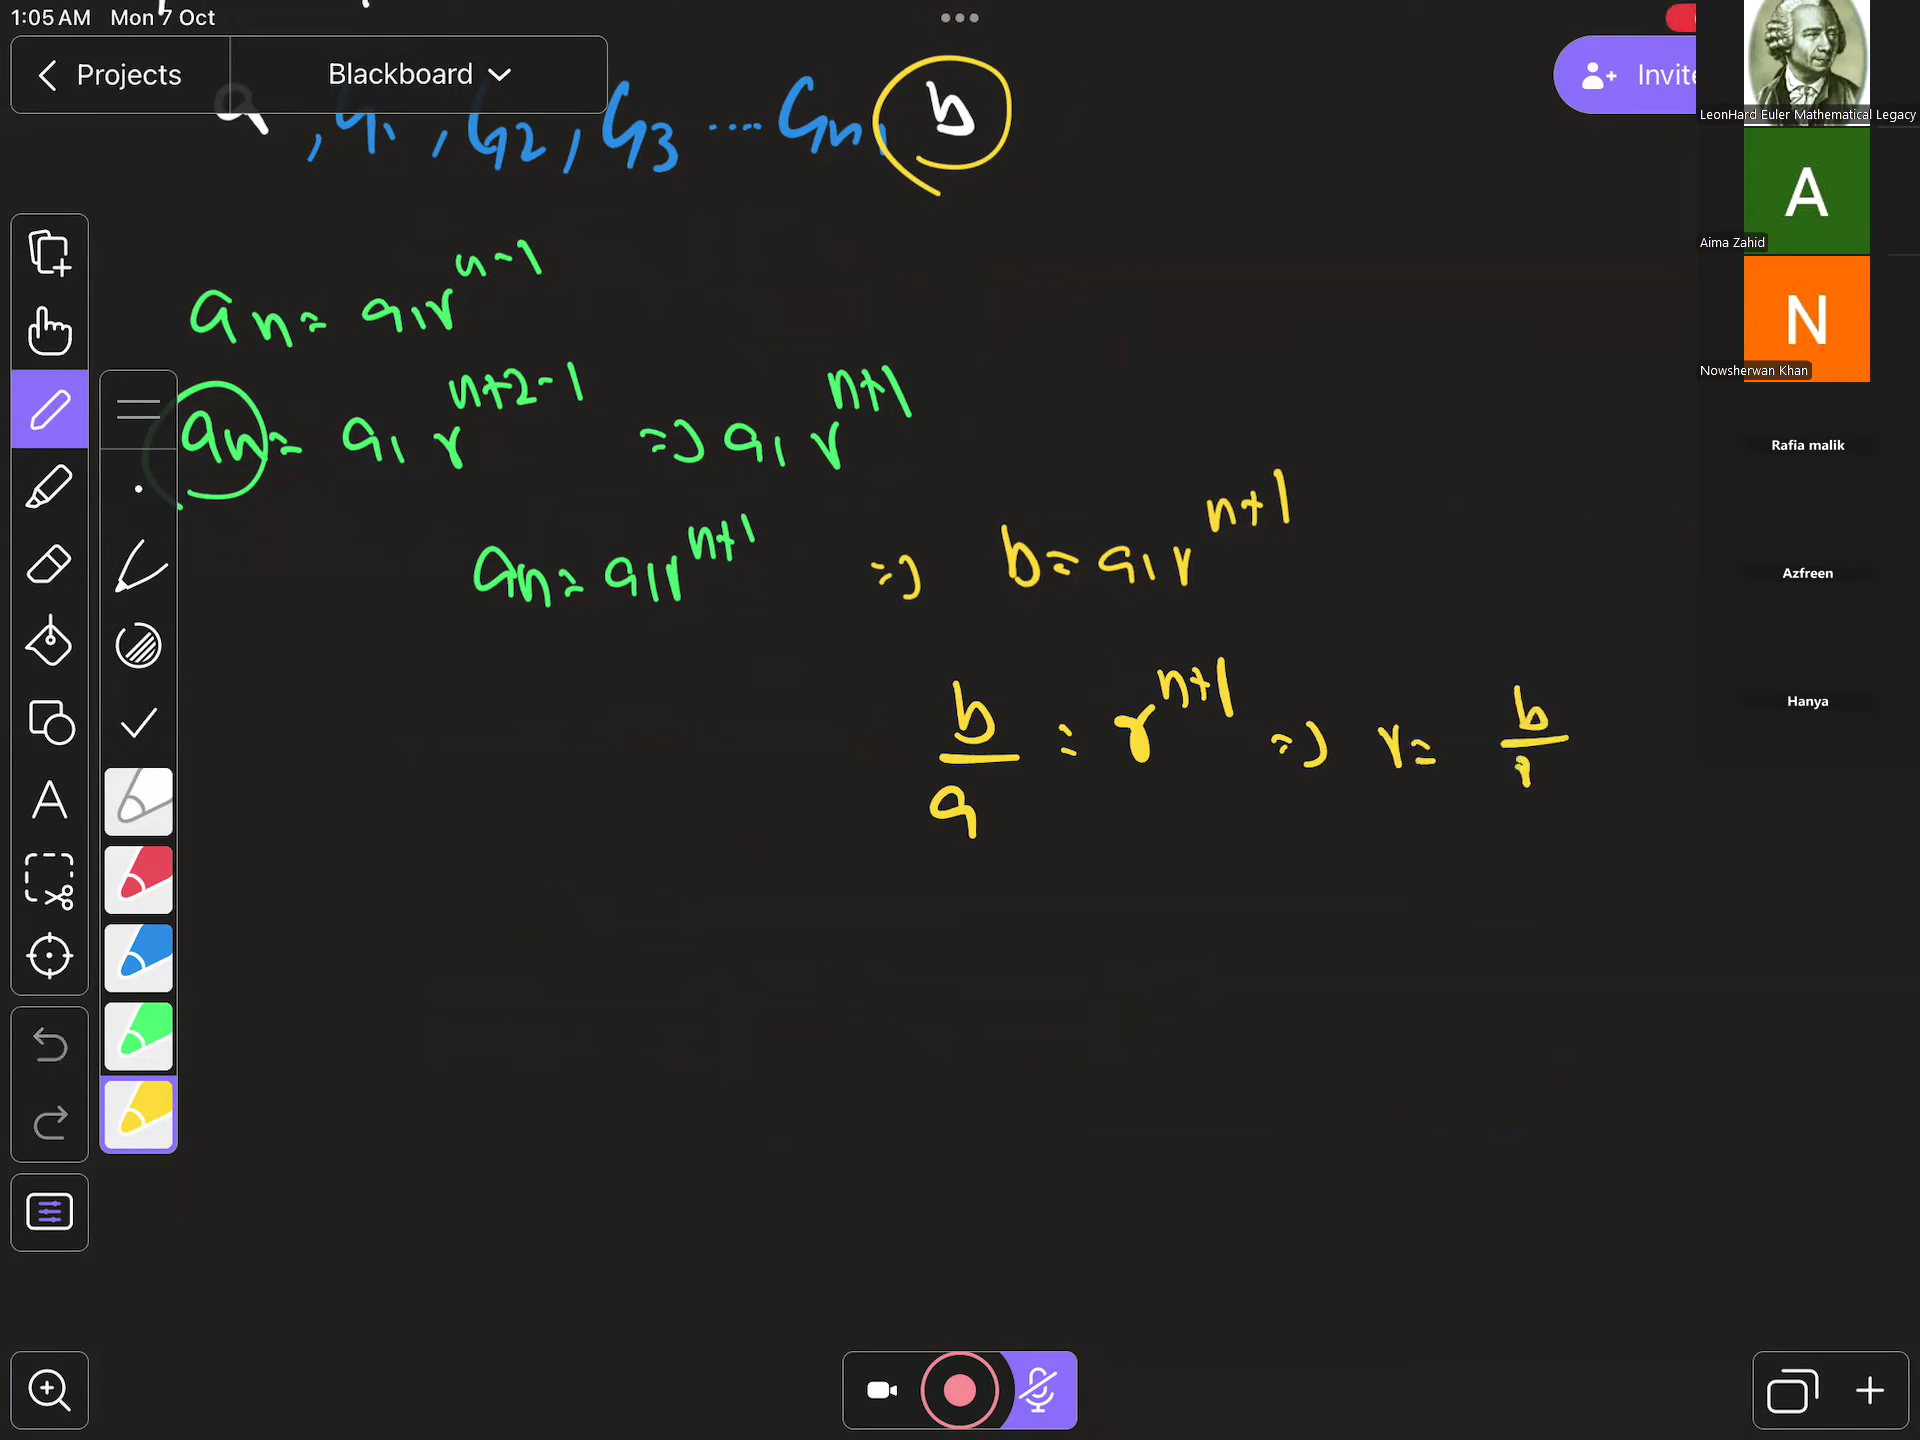 1:05 AM Mon 7 Oct
Projects
Blackboard
Invite
a, G1, G2, G3 .... Gn, b
an = a1r^n-1
an = a1 r^n+2-1 => a1 r^n+1
an = a1r^n+1 => b = a1r^n+1
b/a = r^n+1 => r = b/
A
LeonHard Euler Mathematical Legacy
A
Aima Zahid
N
Nowsherwan Khan
Rafia malik
Azfreen
Hanya